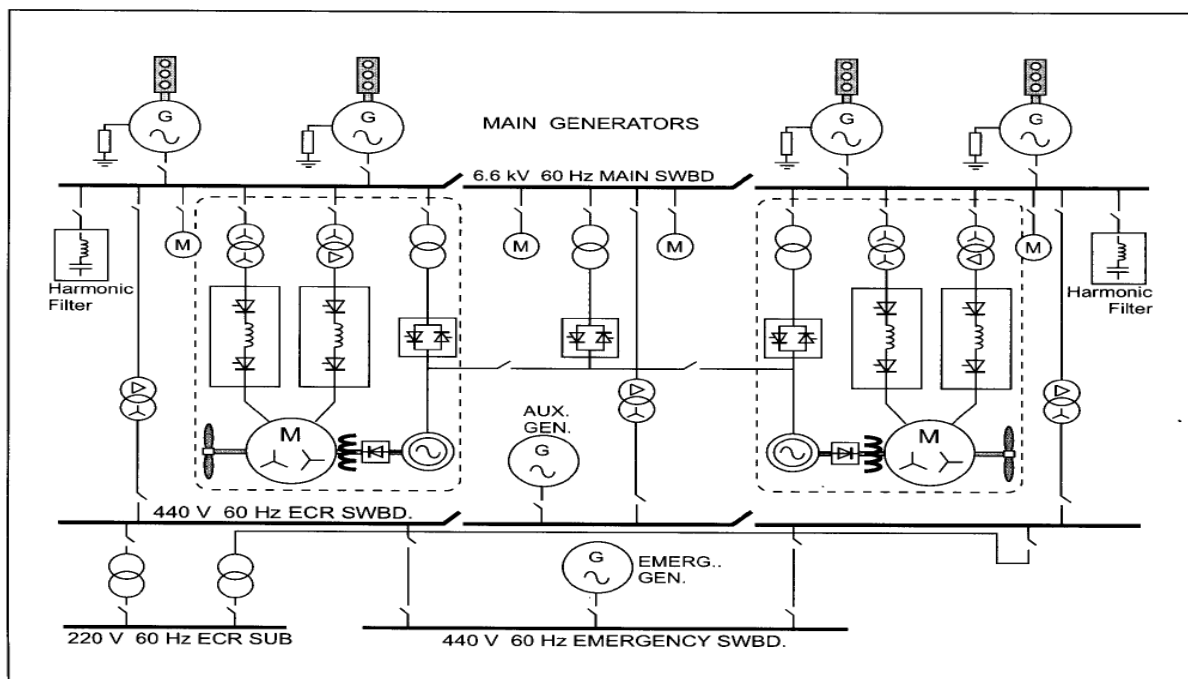 G
G
G
G
MAIN GENERATORS
6.6 kV 60 Hz MAIN SWBD
M
M
M
M
Harmonic
Filter
Harmonic
Filter
AUX.
GEN.
G
M
M
440 V 60 Hz ECR SWBD.
G
EMERG..
GEN.
220 V 60 Hz ECR SUB
440 V 60 Hz EMERGENCY SWBD.